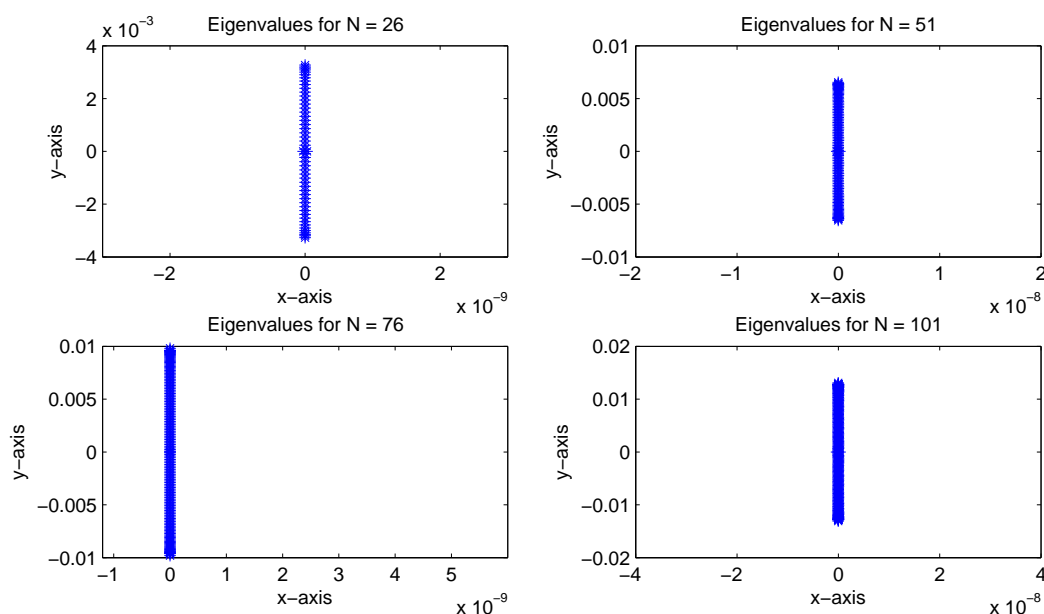 Eigenvalues for N = 26
x 10⁻³
4
2
0
−2
−4
y−axis
−2
0
2
x−axis
x 10⁻⁹
Eigenvalues for N = 51
0.01
0.005
0
−0.005
−0.01
y−axis
−2
−1
0
1
2
x−axis
x 10⁻⁸
Eigenvalues for N = 76
0.01
0.005
0
−0.005
−0.01
y−axis
−1
0
1
2
3
4
5
x−axis
x 10⁻⁹
Eigenvalues for N = 101
0.02
0.01
0
−0.01
−0.02
y−axis
−4
−2
0
2
4
x−axis
x 10⁻⁸